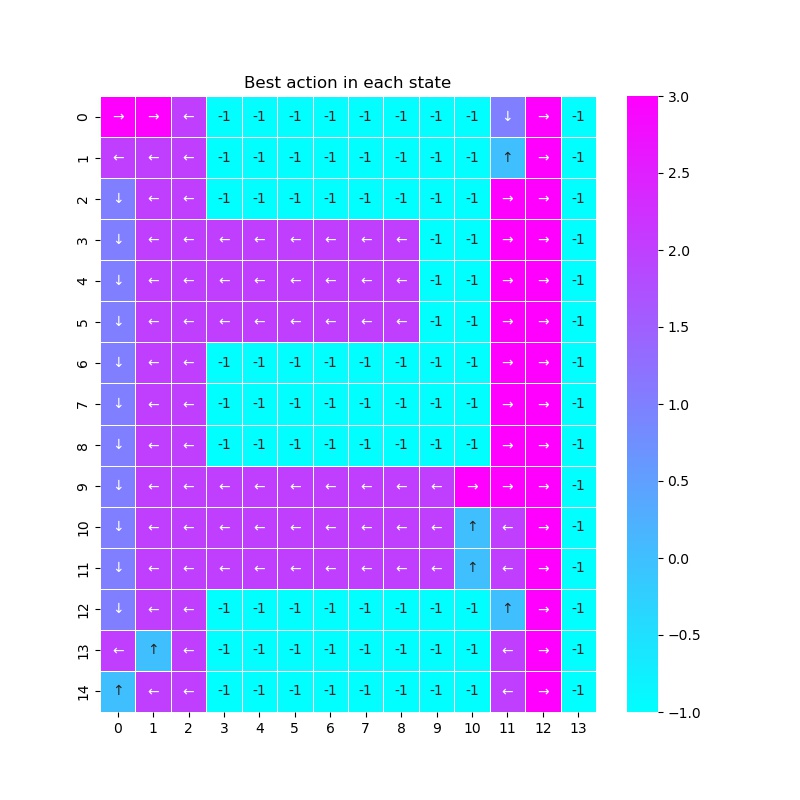 Best action in each state
0 → → ← -1 -1 -1 -1 -1 -1 -1 -1 ↓ → -1
1 ← ← ← -1 -1 -1 -1 -1 -1 -1 -1 ↑ → -1
2 ↓ ← ← -1 -1 -1 -1 -1 -1 -1 -1 → → -1
3 ↓ ← ← ← ← ← ← ← ← -1 -1 → → -1
4 ↓ ← ← ← ← ← ← ← ← -1 -1 → → -1
5 ↓ ← ← ← ← ← ← ← ← -1 -1 → → -1
6 ↓ ← ← -1 -1 -1 -1 -1 -1 -1 -1 → → -1
7 ↓ ← ← -1 -1 -1 -1 -1 -1 -1 -1 → → -1
8 ↓ ← ← -1 -1 -1 -1 -1 -1 -1 -1 → → -1
9 ↓ ← ← ← ← ← ← ← ← ← → → → -1
10 ↓ ← ← ← ← ← ← ← ← ← ↑ ← → -1
11 ↓ ← ← ← ← ← ← ← ← ← ↑ ← → -1
12 ↓ ← ← -1 -1 -1 -1 -1 -1 -1 -1 ↑ → -1
13 ← ↑ ← -1 -1 -1 -1 -1 -1 -1 -1 ← → -1
14 ↑ ← ← -1 -1 -1 -1 -1 -1 -1 -1 ← → -1
0 1 2 3 4 5 6 7 8 9 10 11 12 13
3.0
2.5
2.0
1.5
1.0
0.5
0.0
−0.5
−1.0